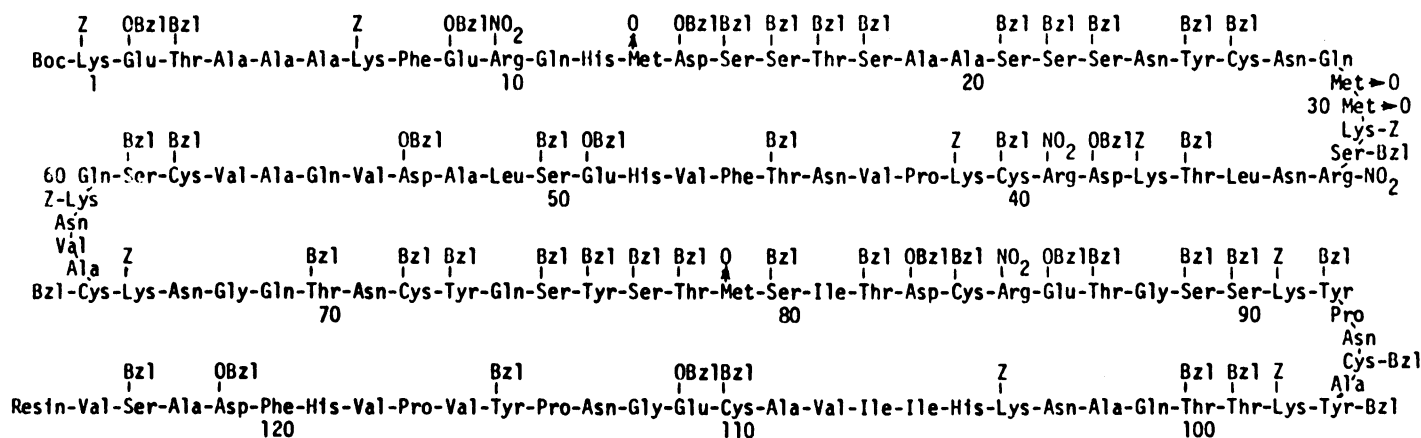 Z OBzl Bzl Z OBzl NO2 O OBzl Bzl Bzl Bzl Bzl Bzl Bzl Bzl Bzl Bzl
Boc-Lys-Glu-Thr-Ala-Ala-Ala-Lys-Phe-Glu-Arg-Gln-His-Met-Asp-Ser-Ser-Thr-Ser-Ala-Ala-Ser-Ser-Ser-Asn-Tyr-Cys-Asn-Gln
1 10 20
Met→O
30 Met→O
Lys-Z
Ser-Bzl
Bzl Bzl OBzl Bzl OBzl Bzl Z Bzl NO2 OBzl Z Bzl
60 Gln-Ser-Cys-Val-Ala-Gln-Val-Asp-Ala-Leu-Ser-Glu-His-Val-Phe-Thr-Asn-Val-Pro-Lys-Cys-Arg-Asp-Lys-Thr-Leu-Asn-Arg-NO2
50 40
Z-Lys
Asn
Val
Ala
Z Bzl Bzl Bzl Bzl Bzl Bzl Bzl O Bzl Bzl OBzl Bzl NO2 OBzl Bzl Bzl Bzl Z Bzl
Bzl-Cys-Lys-Asn-Gly-Gln-Thr-Asn-Cys-Tyr-Gln-Ser-Tyr-Ser-Thr-Met-Ser-Ile-Thr-Asp-Cys-Arg-Glu-Thr-Gly-Ser-Ser-Lys-Tyr
70 80 90
Pro
Asn
Cys-Bzl
Ala
Bzl OBzl Bzl OBzl Bzl Z Bzl Bzl Z
Resin-Val-Ser-Ala-Asp-Phe-His-Val-Pro-Val-Tyr-Pro-Asn-Gly-Glu-Cys-Ala-Val-Ile-Ile-His-Lys-Asn-Ala-Gln-Thr-Thr-Lys-Tyr-Bzl
120 110 100